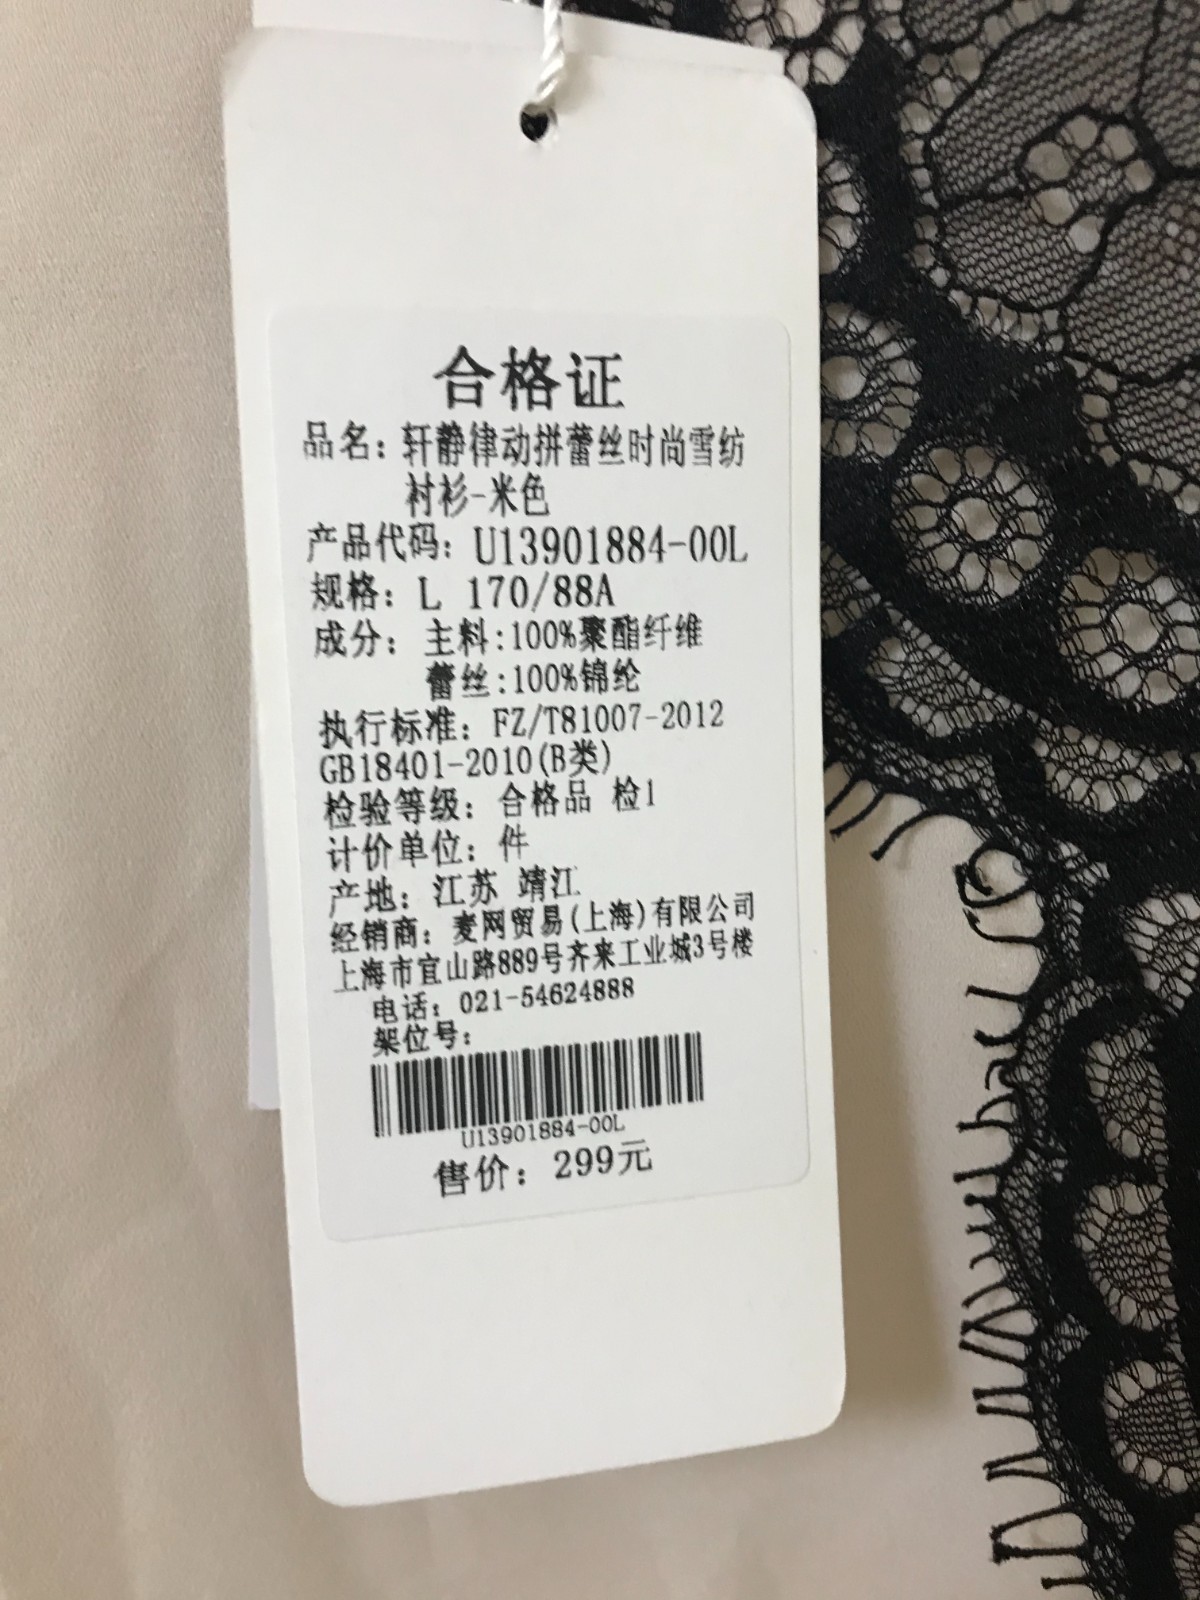 合格证
品名：轩静律动拼蕾丝时尚雪纺
衬衫-米色
产品代码：U13901884-00L
规格：L 170/88A
成分：主料:100%聚酯纤维
蕾丝:100%锦纶
执行标准：FZ/T81007-2012
GB18401-2010(B类)
检验等级：合格品 检1
计价单位：件
产地：江苏 靖江
经销商：麦网贸易(上海)有限公司
上海市宜山路889号齐来工业城3号楼
电话：021-54624888
架位号：
U13901884-00L
售价：299元